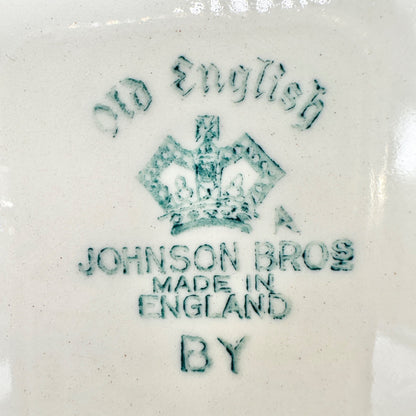 Old English
A
JOHNSON BROS
MADE IN
ENGLAND
BY